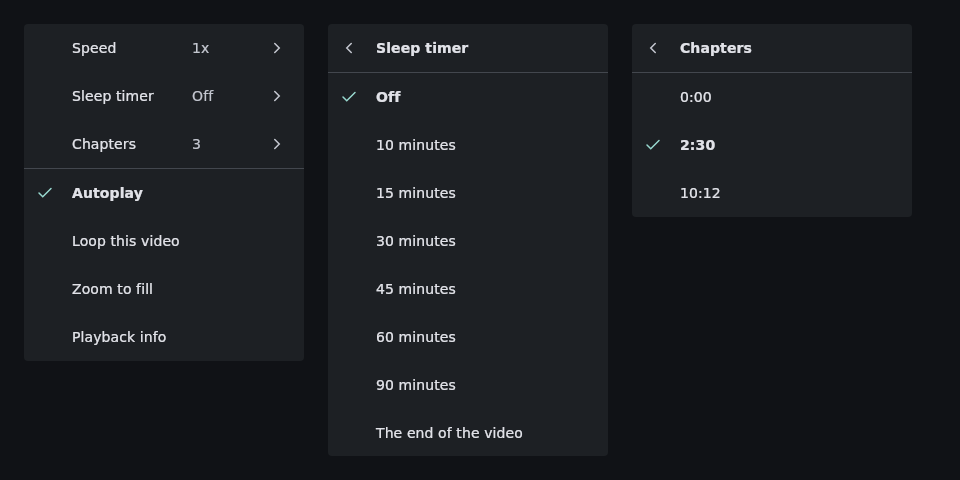 Speed 1x
Sleep timer Off
Chapters 3
Autoplay
Loop this video
Zoom to fill
Playback info
Sleep timer
Off
10 minutes
15 minutes
30 minutes
45 minutes
60 minutes
90 minutes
The end of the video
Chapters
0:00
2:30
10:12